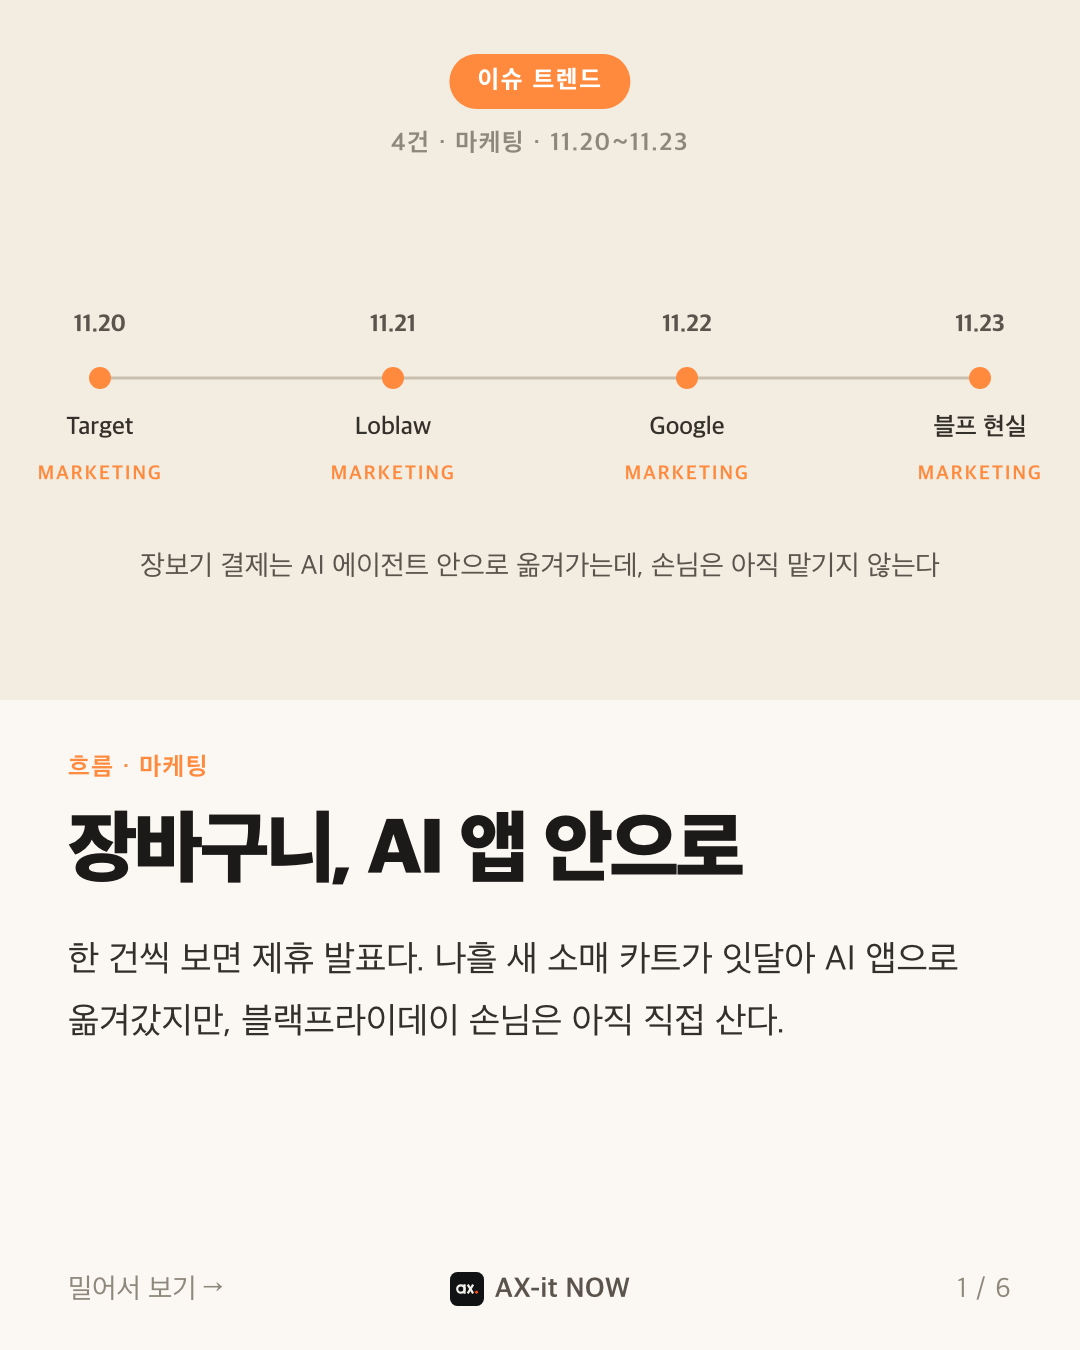 이슈 트렌드
4건 · 마케팅 · 11.20~11.23
11.20 11.21 11.22 11.23
Target Loblaw Google 블프 현실
MARKETING MARKETING MARKETING MARKETING
장보기 결제는 AI 에이전트 안으로 옮겨가는데, 손님은 아직 맡기지 않는다
흐름 · 마케팅
장바구니, AI 앱 안으로
한 건씩 보면 제휴 발표다. 나흘 새 소매 카트가 잇달아 AI 앱으로
옮겨갔지만, 블랙프라이데이 손님은 아직 직접 산다.
밀어서 보기 → ax. AX-it NOW 1 / 6